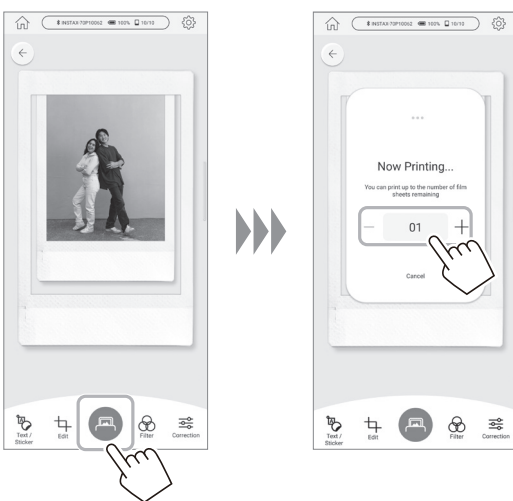 INSTAX-70P10062 100% 10/10
Text /
Sticker
Edit
Filter
Correction
INSTAX-70P10062 100% 10/10
Now Printing...
You can print up to the number of film
sheets remaining
01
Cancel
Text /
Sticker
Edit
Filter
Correction